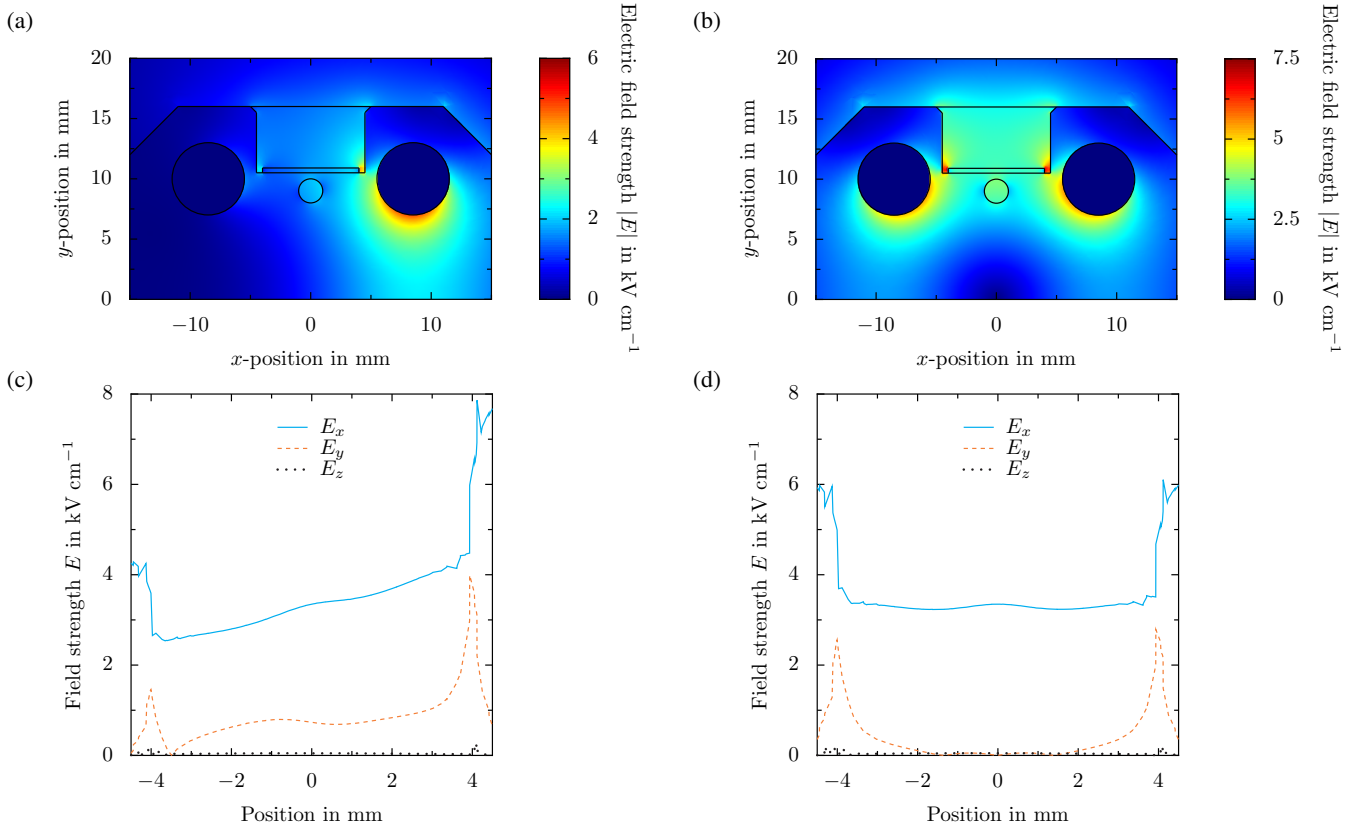 (a)
20
15
10
5
0
y-position in mm
−10
0
10
x-position in mm
6
4
2
0
Electric field strength |E| in kV cm−1
(b)
20
15
10
5
0
y-position in mm
−10
0
10
x-position in mm
7.5
5
2.5
0
Electric field strength |E| in kV cm−1
(c)
8
6
4
2
0
Field strength E in kV cm−1
Ex
Ey
Ez
−4
−2
0
2
4
Position in mm
(d)
8
6
4
2
0
Field strength E in kV cm−1
Ex
Ey
Ez
−4
−2
0
2
4
Position in mm